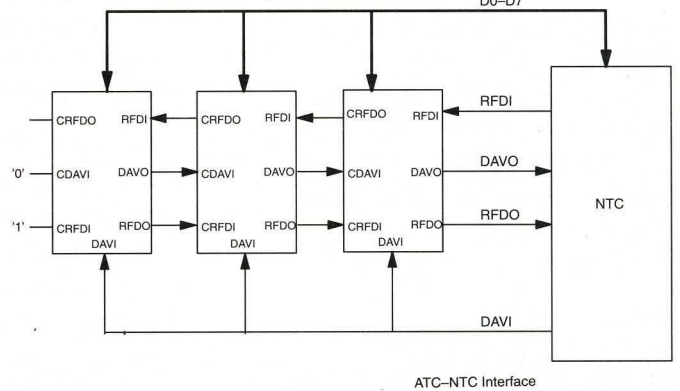 D0–D7
CRFDO RFDI CRFDO RFDI CRFDO RFDI RFDI
'0' CDAVI DAVO CDAVI DAVO CDAVI DAVO DAVO
NTC
'1' CRFDI RFDO CRFDI RFDO CRFDI RFDO RFDO
DAVI DAVI DAVI
DAVI
ATC–NTC Interface